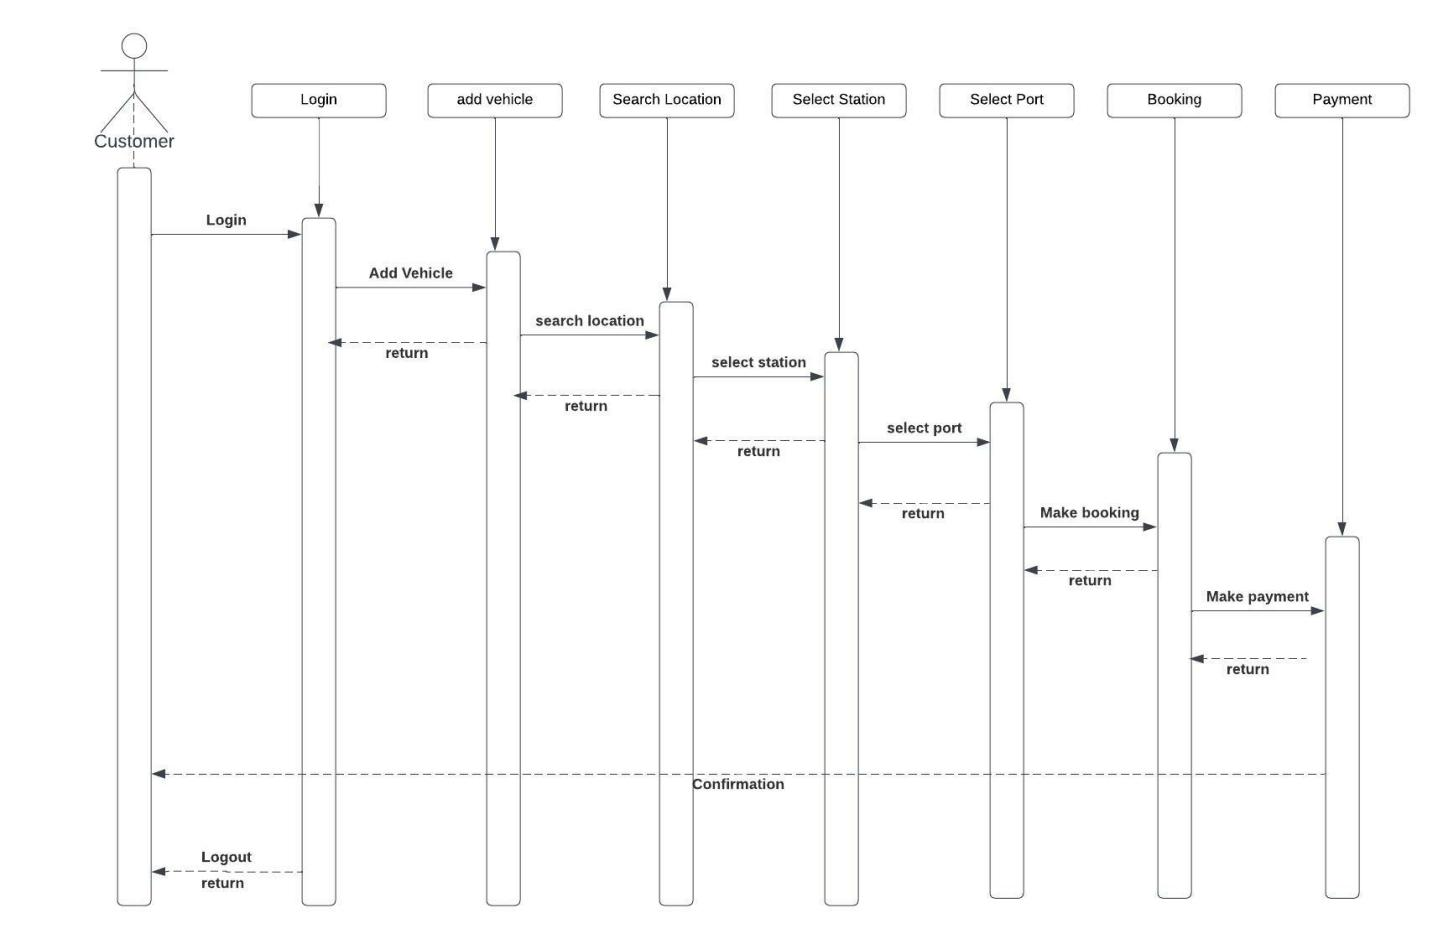 Customer
Login
add vehicle
Search Location
Select Station
Select Port
Booking
Payment
Login
Add Vehicle
search location
return
select station
return
select port
return
return
Make booking
return
Make payment
return
Confirmation
Logout
return